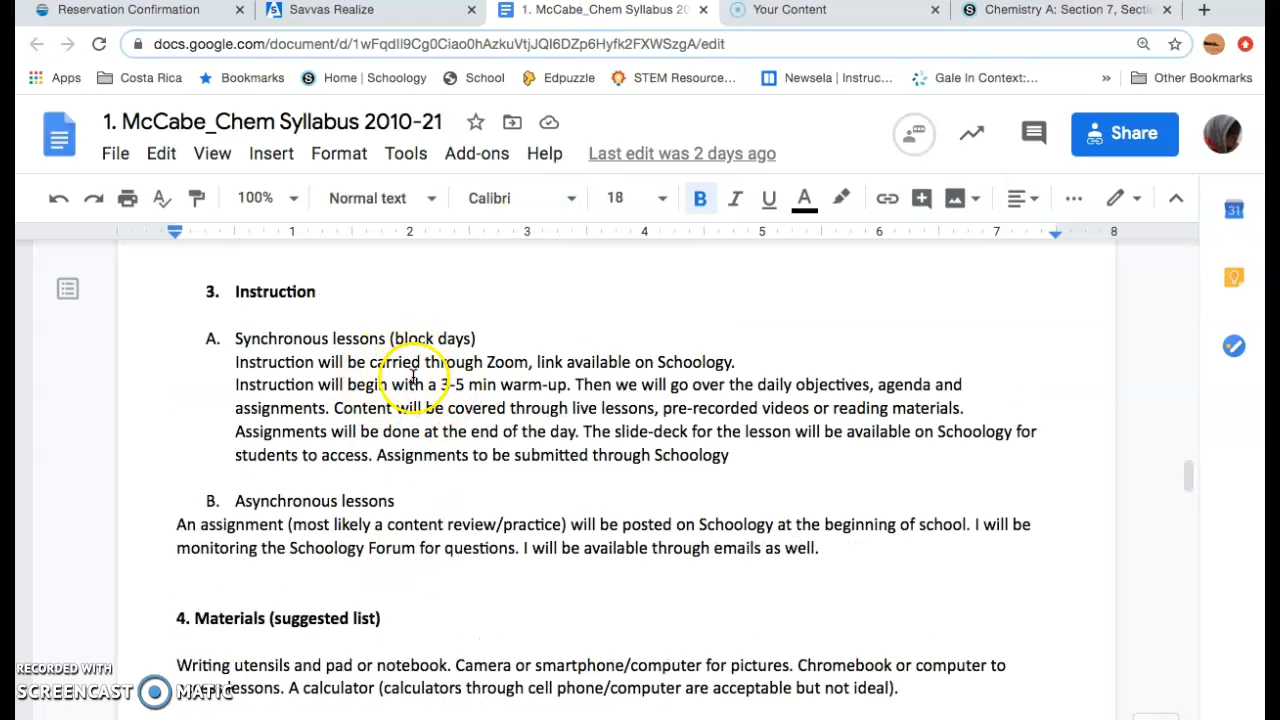 Reservation Confirmation
Savvas Realize
1. McCabe_Chem Syllabus 20
Your Content
Chemistry A: Section 7, Secti
docs.google.com/document/d/1wFqdII9Cg0Ciao0hAzkuVtjJQI6DZp6Hyfk2FXWSzgA/edit
Apps
Costa Rica
Bookmarks
Home | Schoology
School
Edpuzzle
STEM Resource...
Newsela | Instruc...
Gale In Context:...
»
Other Bookmarks
1. McCabe_Chem Syllabus 2010-21
Share
File Edit View Insert Format Tools Add-ons Help Last edit was 2 days ago
100% Normal text Calibri 18 B I U A
31
1 2 3 4 5 6 7 8
3. Instruction
A. Synchronous lessons (block days)
Instruction will be carried through Zoom, link available on Schoology.
Instruction will begin with a 3-5 min warm-up. Then we will go over the daily objectives, agenda and
assignments. Content will be covered through live lessons, pre-recorded videos or reading materials.
Assignments will be done at the end of the day. The slide-deck for the lesson will be available on Schoology for
students to access. Assignments to be submitted through Schoology
B. Asynchronous lessons
An assignment (most likely a content review/practice) will be posted on Schoology at the beginning of school. I will be
monitoring the Schoology Forum for questions. I will be available through emails as well.
4. Materials (suggested list)
Writing utensils and pad or notebook. Camera or smartphone/computer for pictures. Chromebook or computer to
lessons. A calculator (calculators through cell phone/computer are acceptable but not ideal).
RECORDED WITH
SCREENCAST MATIC